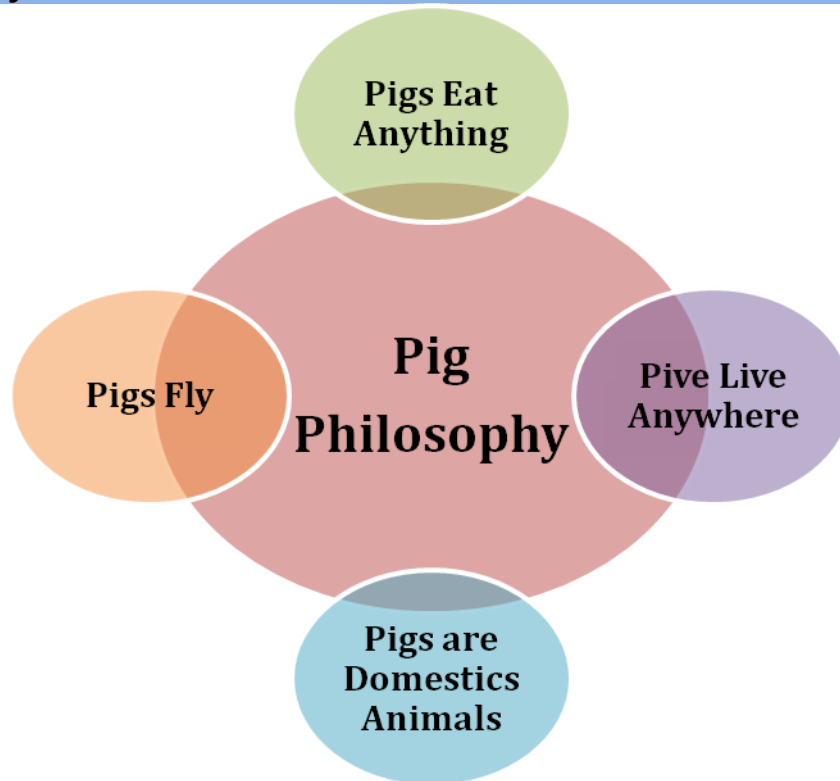 Pigs Eat
Anything
Pigs Fly
Pig
Philosophy
Pive Live
Anywhere
Pigs are
Domestics
Animals